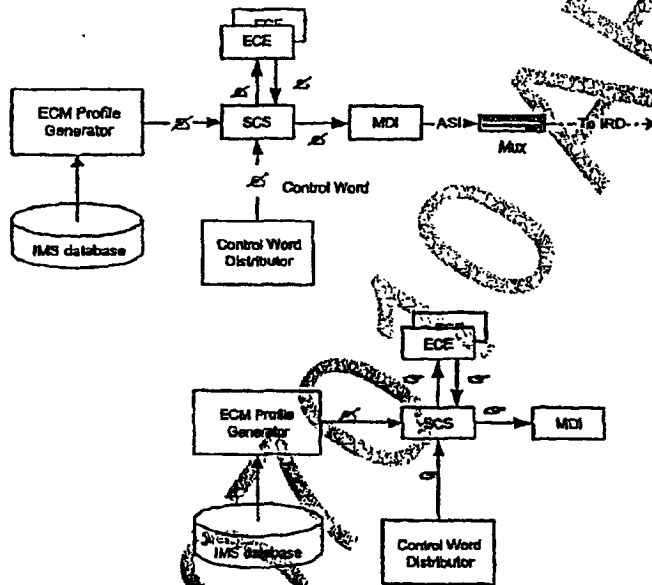 ECE
ECE
ECM Profile
Generator
SCS
MDI
ASI
To IRD
Mux
Control Word
IMS database
Control Word
Distributor
ECE
ECM Profile
Generator
SCS
MDI
IMS database
Control Word
Distributor